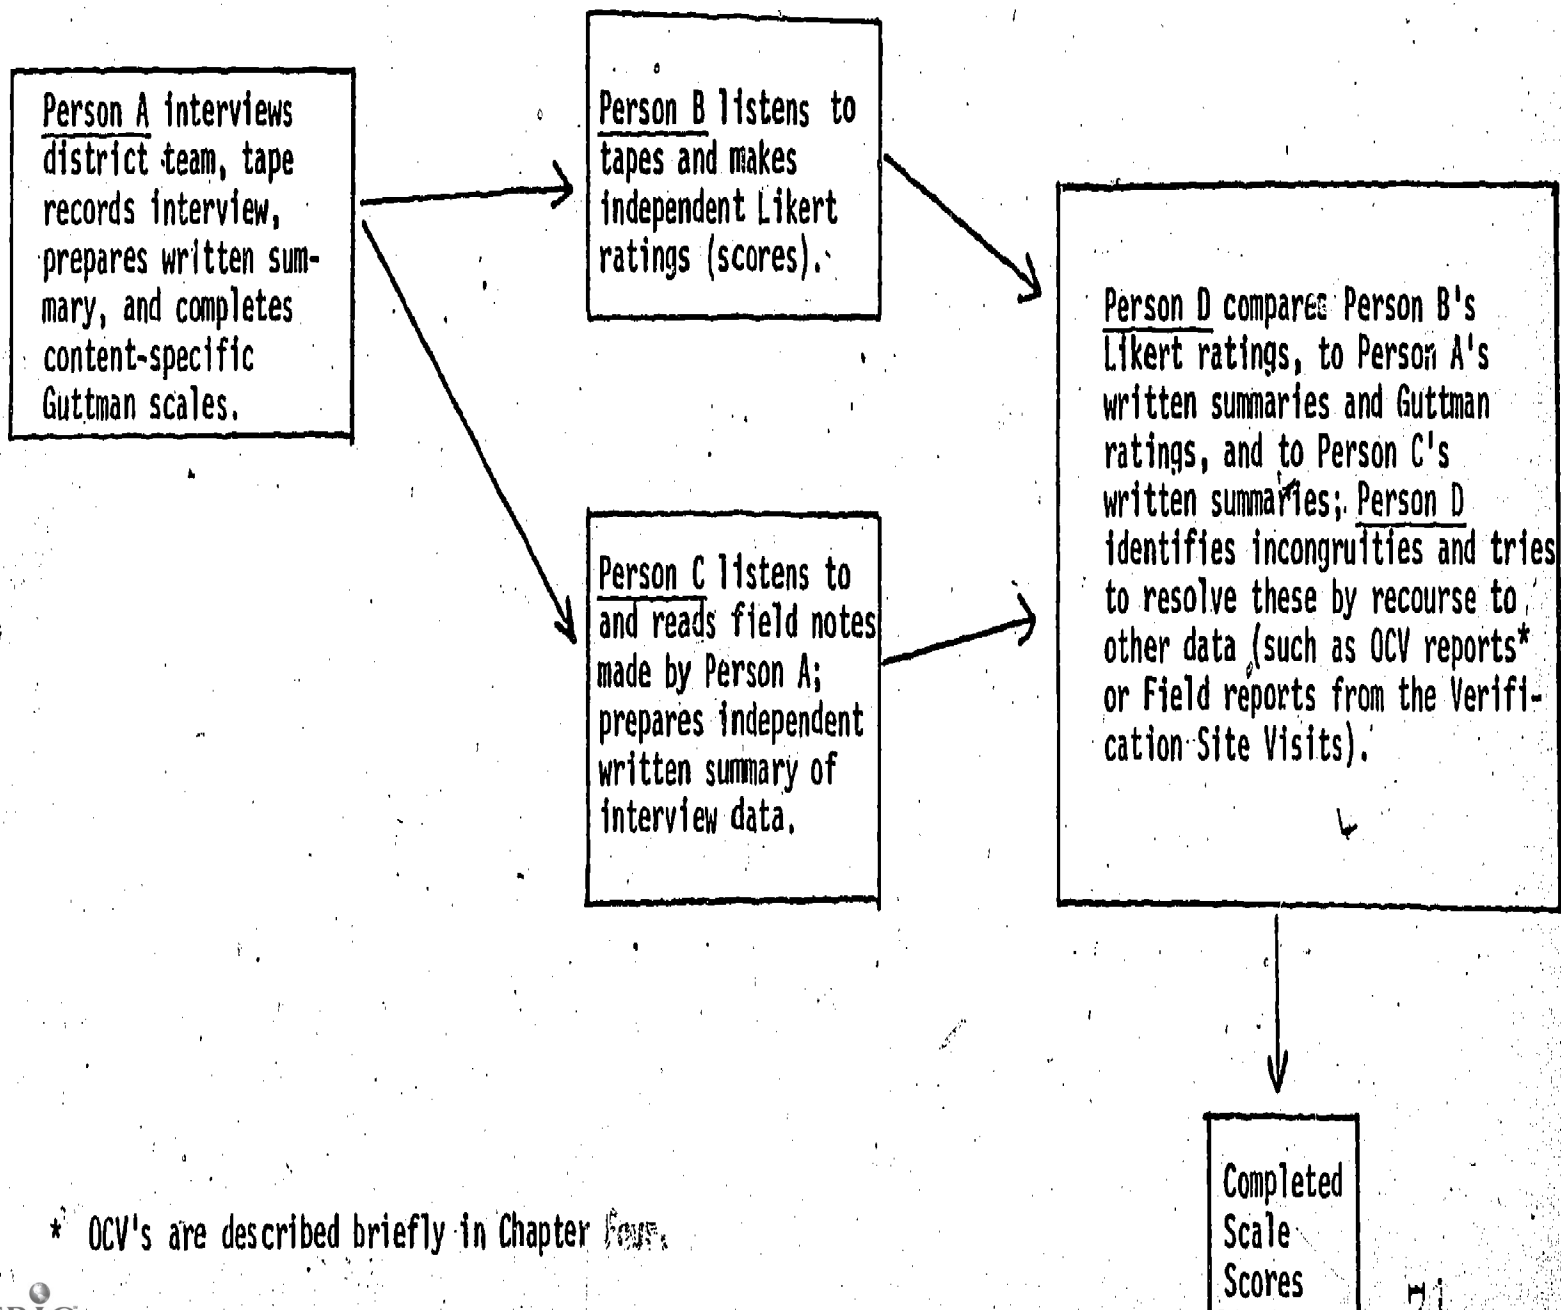 Person A interviews
district team, tape
records interview,
prepares written sum-
mary, and completes
content-specific
Guttman scales.
Person B listens to
tapes and makes
independent Likert
ratings (scores).
Person C listens to
and reads field notes
made by Person A;
prepares independent
written summary of
interview data.
Person D compares Person B's
Likert ratings, to Person A's
written summaries and Guttman
ratings, and to Person C's
written summaries; Person D
identifies incongruities and tries
to resolve these by recourse to
other data (such as OCV reports*
or Field reports from the Verifi-
cation Site Visits).
Completed
Scale
Scores
* OCV's are described briefly in Chapter Four.